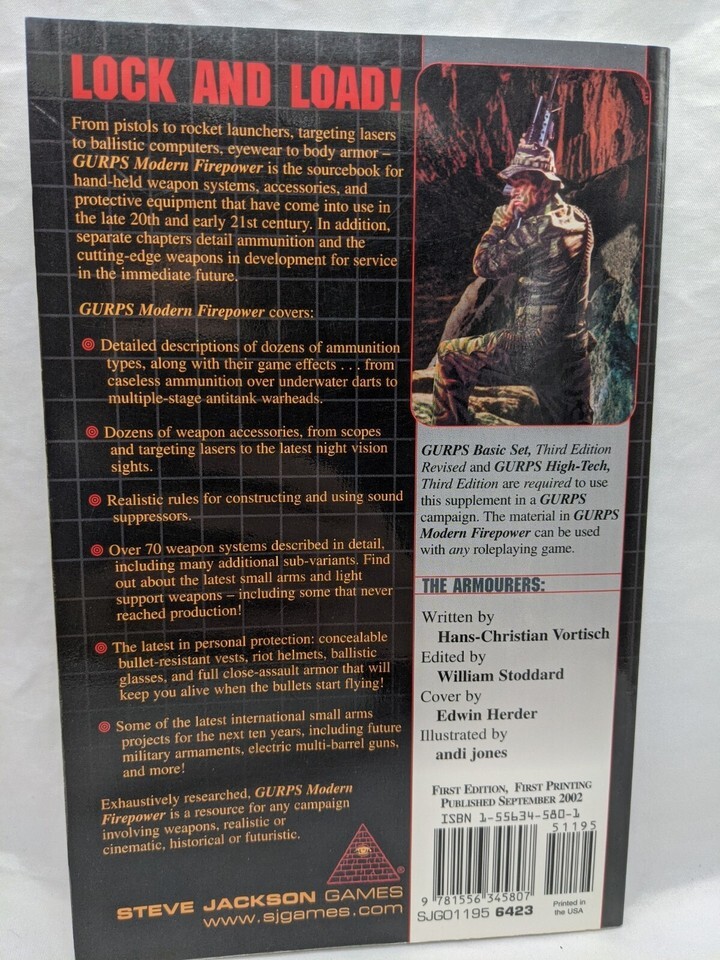 LOCK AND LOAD!
From pistols to rocket launchers, targeting lasers
to ballistic computers, eyewear to body armor –
GURPS Modern Firepower is the sourcebook for
hand-held weapon systems, accessories, and
protective equipment that have come into use in
the late 20th and early 21st century. In addition,
separate chapters detail ammunition and the
cutting-edge weapons in development for service
in the immediate future.
GURPS Modern Firepower covers:
Detailed descriptions of dozens of ammunition
types, along with their game effects . . . from
caseless ammunition over underwater darts to
multiple-stage antitank warheads.
Dozens of weapon accessories, from scopes
and targeting lasers to the latest night vision
sights.
Realistic rules for constructing and using sound
suppressors.
Over 70 weapon systems described in detail,
including many additional sub-variants. Find
out about the latest small arms and light
support weapons – including some that never
reached production!
The latest in personal protection: concealable
bullet-resistant vests, riot helmets, ballistic
glasses, and full close-assault armor that will
keep you alive when the bullets start flying!
Some of the latest international small arms
projects for the next ten years, including future
military armaments, electric multi-barrel guns,
and more!
Exhaustively researched, GURPS Modern
Firepower is a resource for any campaign
involving weapons, realistic or
cinematic, historical or futuristic.
®
STEVE JACKSON GAMES
www.sjgames.com
GURPS Basic Set, Third Edition
Revised and GURPS High-Tech,
Third Edition are required to use
this supplement in a GURPS
campaign. The material in GURPS
Modern Firepower can be used
with any roleplaying game.
THE ARMOURERS:
Written by
Hans-Christian Vortisch
Edited by
William Stoddard
Cover by
Edwin Herder
Illustrated by
andi jones
FIRST EDITION, FIRST PRINTING
PUBLISHED SEPTEMBER 2002
ISBN 1-55634-580-1
51195
9 781556 345807
SJG01195 6423
Printed in
the USA